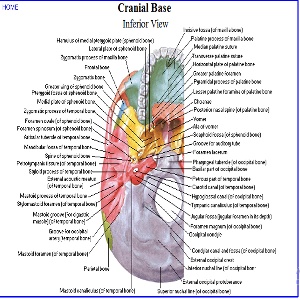 HOME
Cranial Base
Inferior View
Incisive fossa [of maxilla bone]
Palatine process of maxilla bone
Median palatine suture
Transverse palatine suture
Horizontal plate of palatine bone
Greater palatine foramen
Pyramidal process of palatine bone
Lesser palatine foramina of palatine bone
Choanae
Posterior nasal spine [of palatine bone]
Vomer
Ala of vomer
Scaphoid fossa [of sphenoid bone]
Groove for auditory tube
Foramen lacerum
Pharyngeal tubercle [of occipital bone]
Basilar part of occipital bone
Petrous part of temporal bone
Carotid canal [of temporal bone]
Hypoglossal canal [of occipital bone]
Tympanic canaliculus [of temporal bone]
Jugular fossa [jugular foramen in its depth]
Foramen magnum [of occipital bone]
Occipital condyle
Condylar canal and fossa [of occipital bone]
External occipital crest
Inferior nuchal line [of occipital bone]
External occipital protuberance
Superior nuchal line [of occipital bone]
Hamulus of medial pterygoid plate [sphenoid bone]
Lateral plate of sphenoid bone
Zygomatic process of maxilla bone
Frontal bone
Zygomatic bone
Greater wing of sphenoid bone
Pterygoid fossa of sphenoid bone
Medial plate of sphenoid bone
Zygomatic process of temporal bone
Foramen ovale [of sphenoid bone]
Foramen spinosum [of sphenoid bone]
Articular tubercle of temporal bone
Mandibular fossa of temporal bone
Spine of sphenoid bone
Petrotympanic fissure [of temporal bone]
Styloid process of temporal bone
External acoustic meatus
[of temporal bone]
Mastoid process of temporal bone
Stylomastoid foramen [of temporal bone]
Mastoid groove [for digastric
muscle] [of temporal bone]
Groove for occipital
artery [temporal bone]
Mastoid foramen [of temporal bone]
Parietal bone
Mastoid canaliculus [of temporal bone]